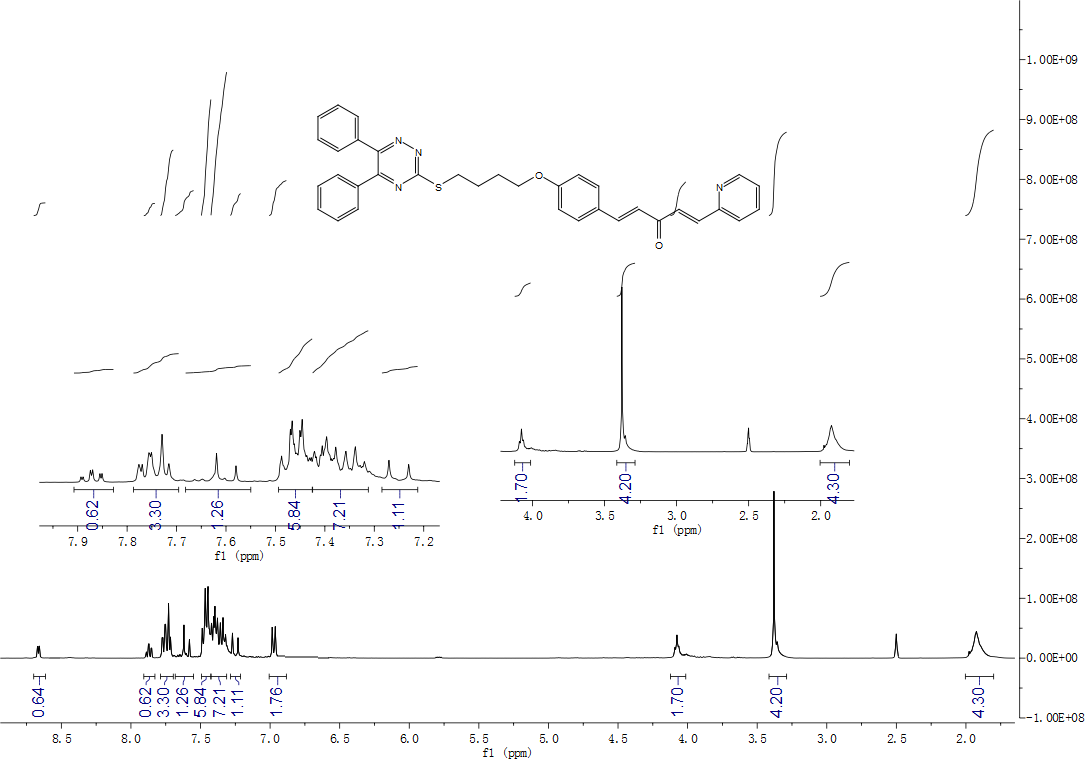 1.00E+09
9.00E+08
8.00E+08
7.00E+08
6.00E+08
5.00E+08
4.00E+08
3.00E+08
2.00E+08
1.00E+08
0.00E+00
-1.00E+08
N
N
N
S
O
O
N
0.62
3.30
1.26
5.84
7.21
1.11
7.9 7.8 7.7 7.6 7.5 7.4 7.3 7.2
f1 (ppm)
1.70
4.20
4.30
4.0 3.5 3.0 2.5 2.0
f1 (ppm)
0.64
0.62
3.30
1.26
5.84
7.21
1.11
1.76
1.70
4.20
4.30
8.5 8.0 7.5 7.0 6.5 6.0 5.5 5.0 4.5 4.0 3.5 3.0 2.5 2.0
f1 (ppm)